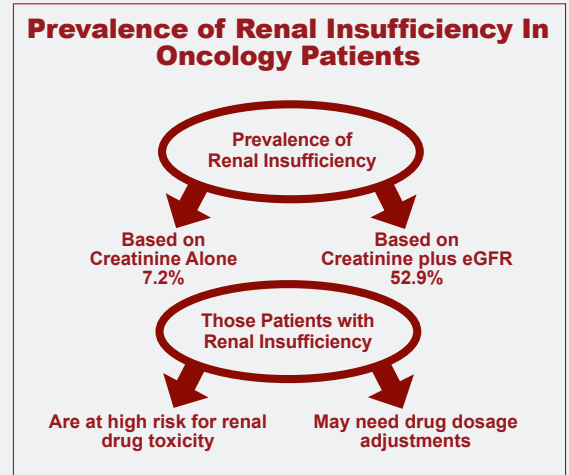 Prevalence of Renal Insufficiency In
Oncology Patients
Prevalence of
Renal Insufficiency
Based on
Creatinine Alone
7.2%
Based on
Creatinine plus eGFR
52.9%
Those Patients with
Renal Insufficiency
Are at high risk for renal
drug toxicity
May need drug dosage
adjustments